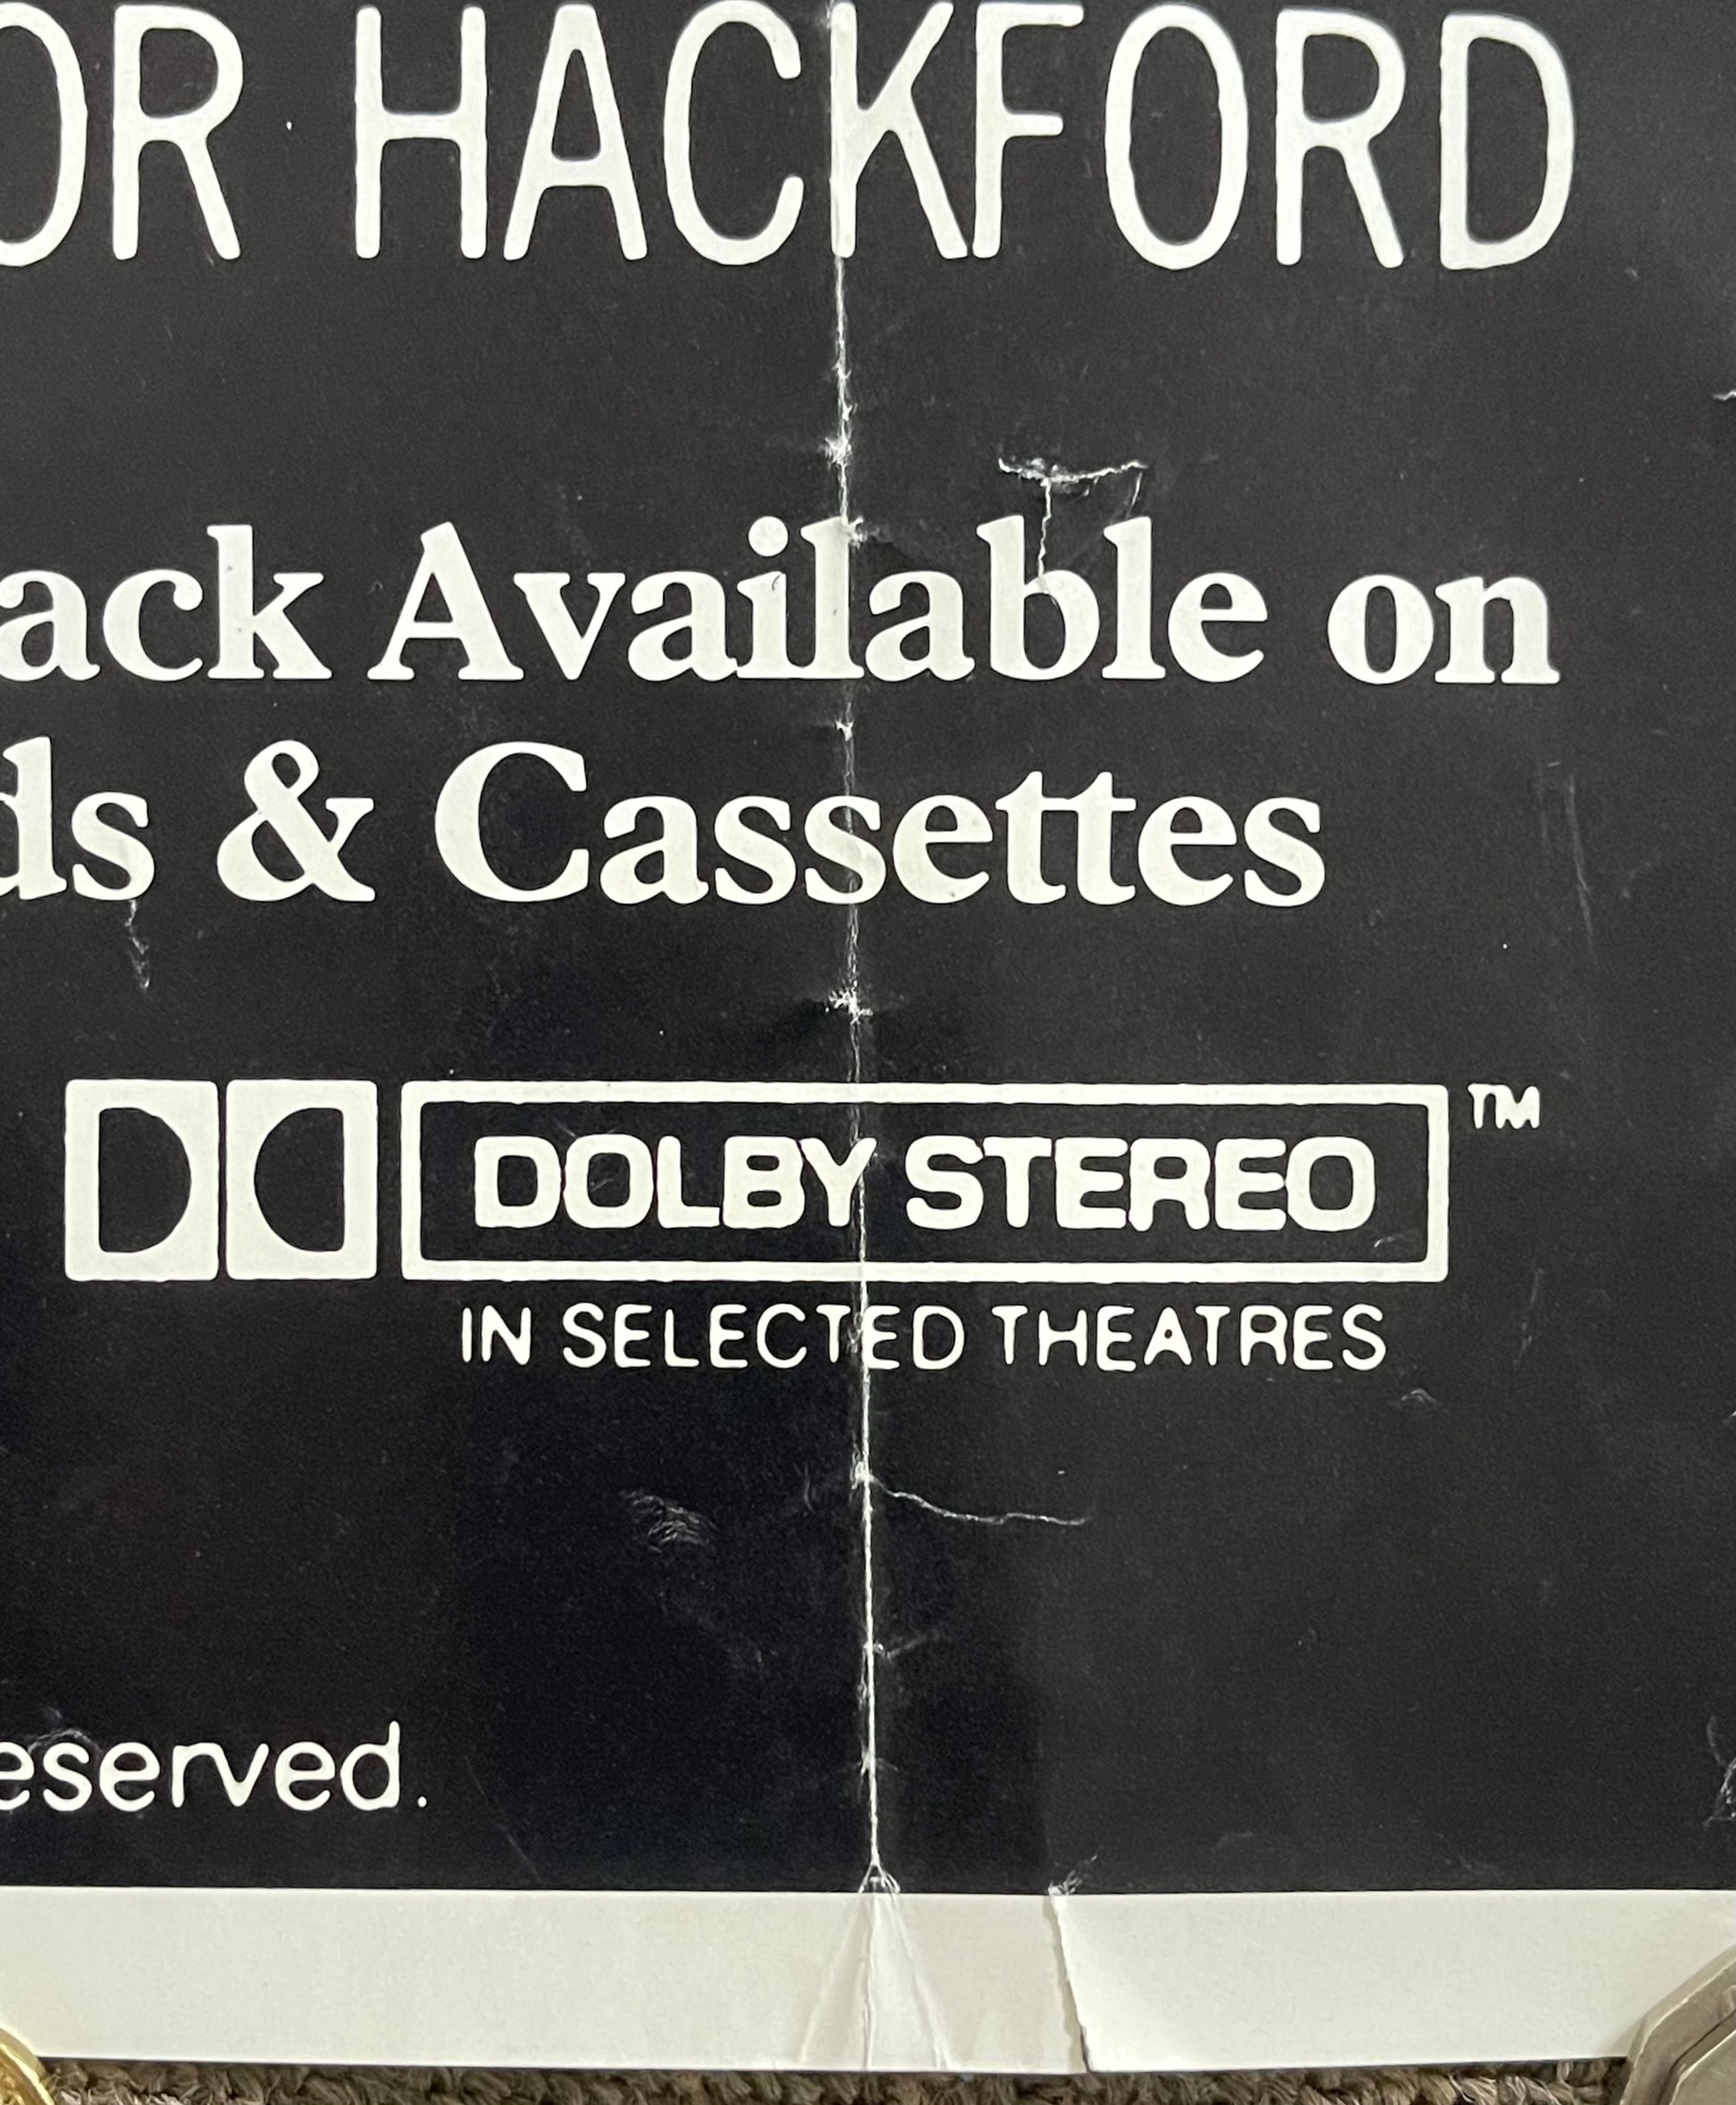 OR HACKFORD
ack Available on
ds & Cassettes
DOLBY STEREO ™
IN SELECTED THEATRES
eserved.